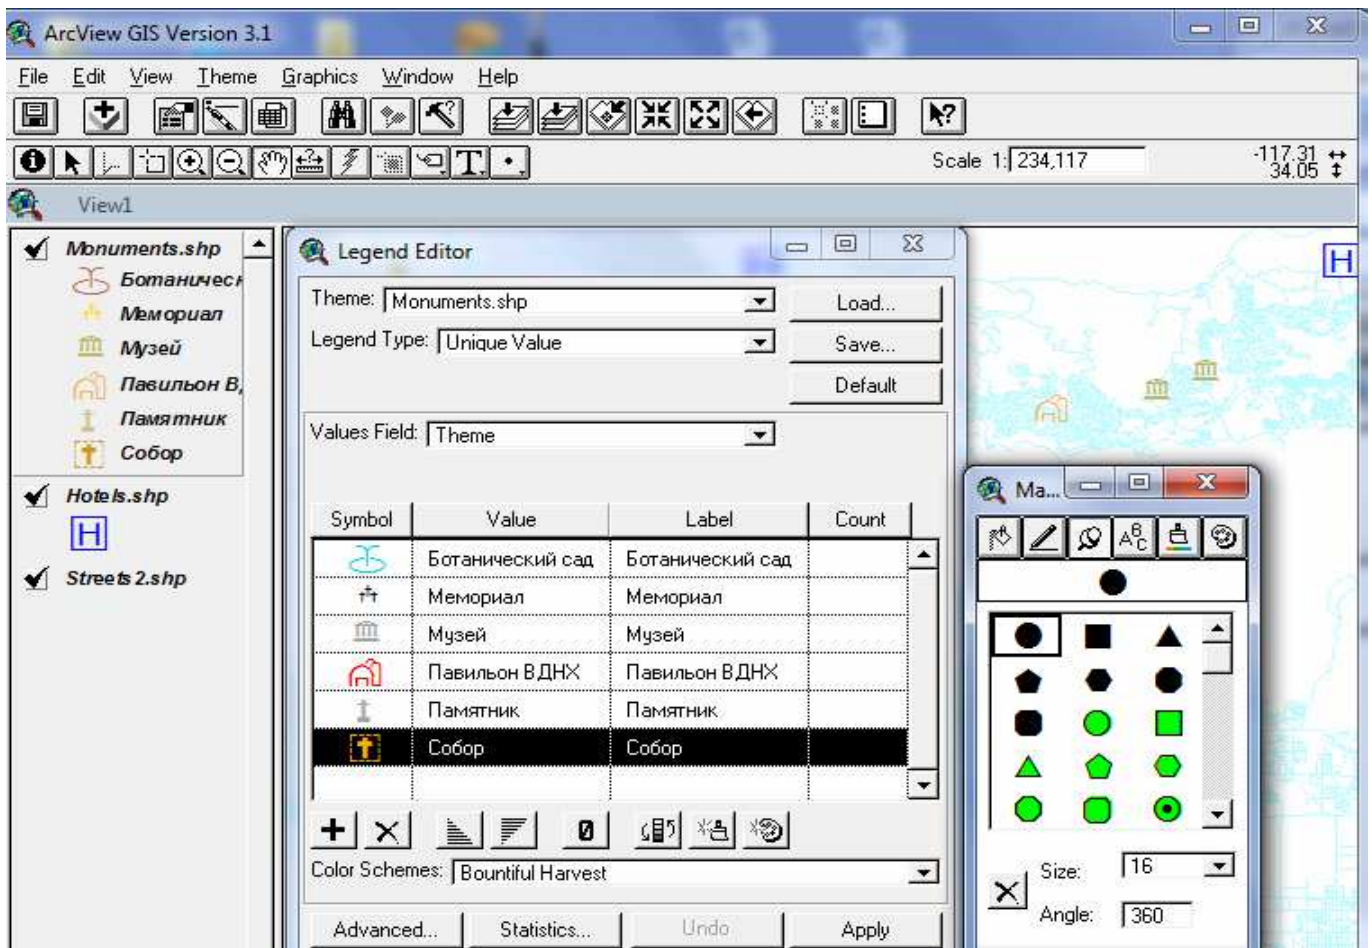 ArcView GIS Version 3.1
File Edit View Theme Graphics Window Help
Scale 1: 234,117
-117.31
34.05
View1
Monuments.shp
Ботаническ
Мемориал
Музей
Павильон В
Памятник
Собор
Hotels.shp
H
Streets2.shp
Legend Editor
Theme: Monuments.shp
Load...
Legend Type: Unique Value
Save...
Default
Values Field: Theme
Symbol Value Label Count
Ботанический сад Ботанический сад
Мемориал Мемориал
Музей Музей
Павильон ВДНХ Павильон ВДНХ
Памятник Памятник
Собор Собор
Color Schemes: Bountiful Harvest
Advanced... Statistics... Undo Apply
H
Ma...
Size: 16
Angle: 360